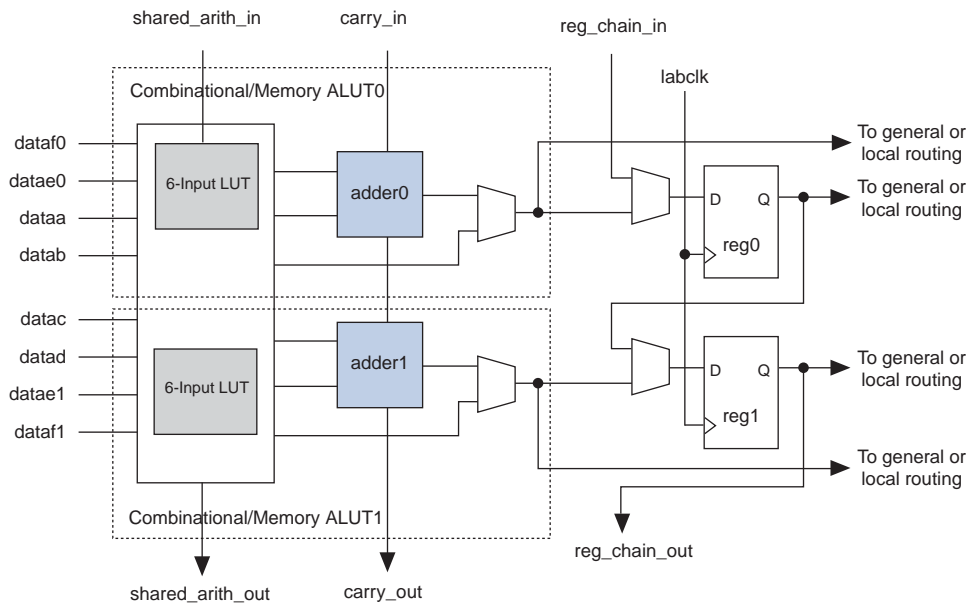 shared_arith_in
carry_in
reg_chain_in
labclk
Combinational/Memory ALUT0
dataf0
datae0
dataa
datab
6-Input LUT
adder0
D
Q
reg0
To general or
local routing
To general or
local routing
datac
datad
datae1
dataf1
6-Input LUT
adder1
D
Q
reg1
To general or
local routing
To general or
local routing
Combinational/Memory ALUT1
reg_chain_out
shared_arith_out
carry_out